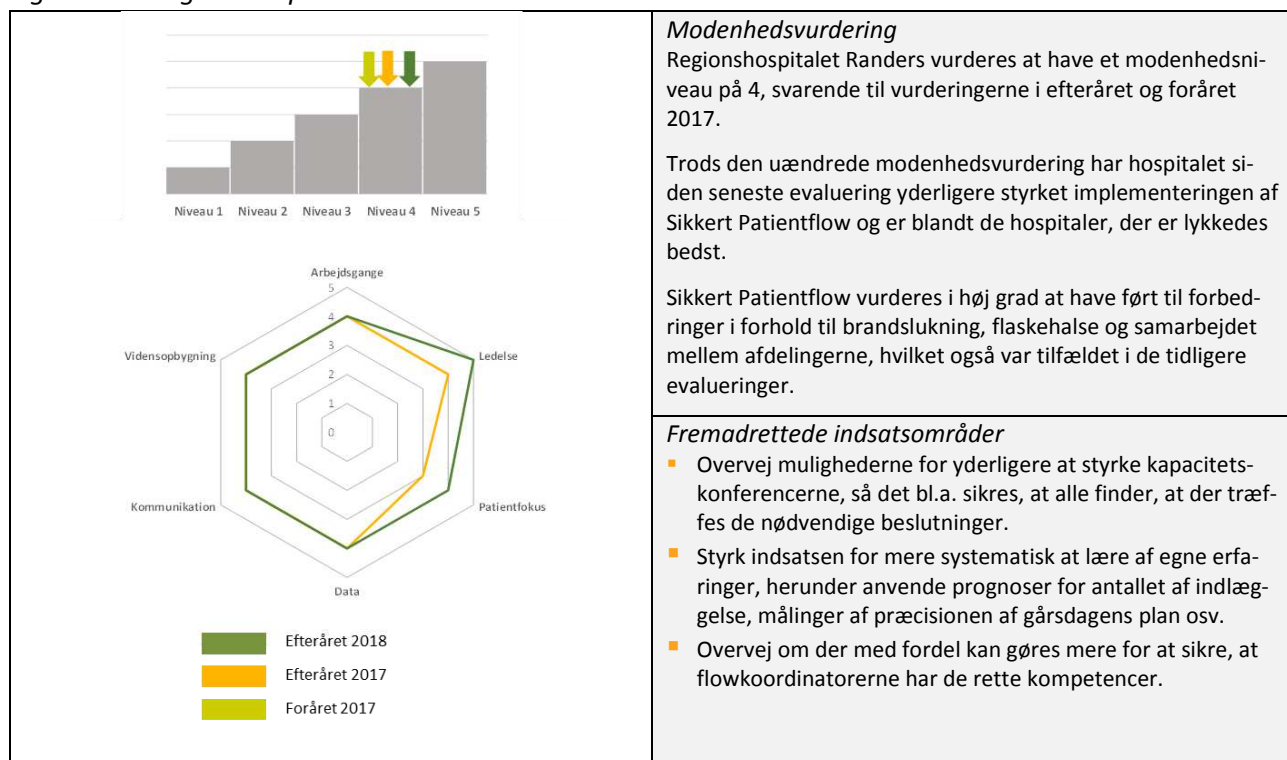 Niveau 1 Niveau 2 Niveau 3 Niveau 4 Niveau 5
Arbejdsgange
5
4
3
2
1
0
Vidensopbygning
Ledelse
Kommunikation
Patientfokus
Data
Efteråret 2018
Efteråret 2017
Foråret 2017
Modenhedsvurdering
Regionshospitalet Randers vurderes at have et modenhedsni-
veau på 4, svarende til vurderingerne i efteråret og foråret
2017.
Trods den uændrede modenhedsvurdering har hospitalet si-
den seneste evaluering yderligere styrket implementeringen af
Sikkert Patientflow og er blandt de hospitaler, der er lykkedes
bedst.
Sikkert Patientflow vurderes i høj grad at have ført til forbed-
ringer i forhold til brandslukning, flaskehalse og samarbejdet
mellem afdelingerne, hvilket også var tilfældet i de tidligere
evalueringer.
Fremadrettede indsatsområder
▪ Overvej mulighederne for yderligere at styrke kapacitets-
konferencerne, så det bl.a. sikres, at alle finder, at der træf-
fes de nødvendige beslutninger.
▪ Styrk indsatsen for mere systematisk at lære af egne erfa-
ringer, herunder anvende prognoser for antallet af indlæg-
gelse, målinger af præcisionen af gårsdagens plan osv.
▪ Overvej om der med fordel kan gøres mere for at sikre, at
flowkoordinatorerne har de rette kompetencer.